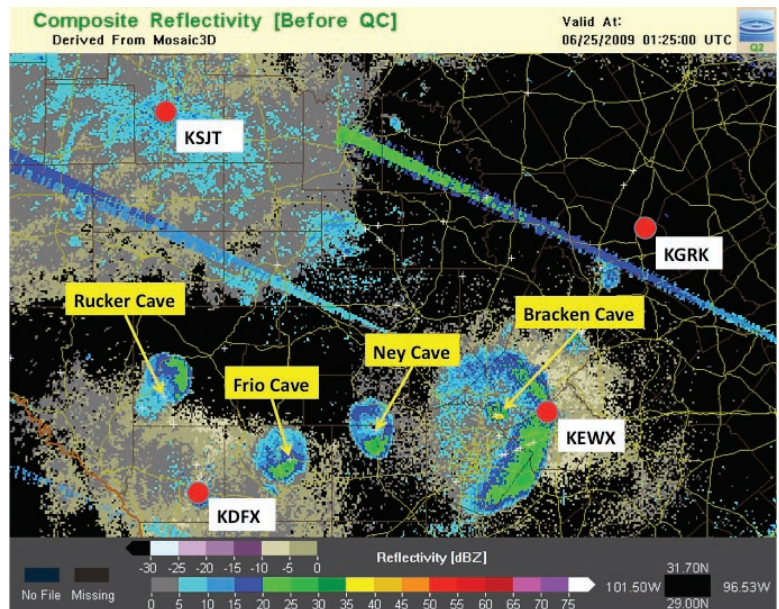 Composite Reflectivity [Before QC]
Derived From Mosaic3D
Valid At:
06/25/2009 01:25:00 UTC
Q2
KSJT
KGRK
Rucker Cave
Bracken Cave
Ney Cave
Frio Cave
KEWX
KDFX
-30 -25 -20 -15 -10 -5 0
Reflectivity [dBZ]
No File
Missing
0 5 10 15 20 25 30 35 40 45 50 55 60 65 70 75
31.70N
101.50W
96.53W
29.00N